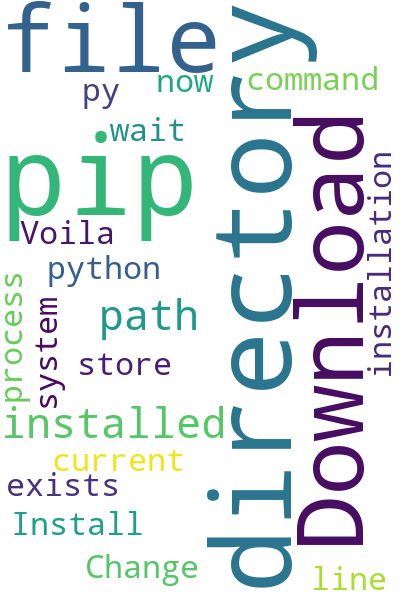 file
directory
py
now
command
Download
pip
wait
installation
Voila
python
process
system
path
store
installed
current
exists
Install
Change
line